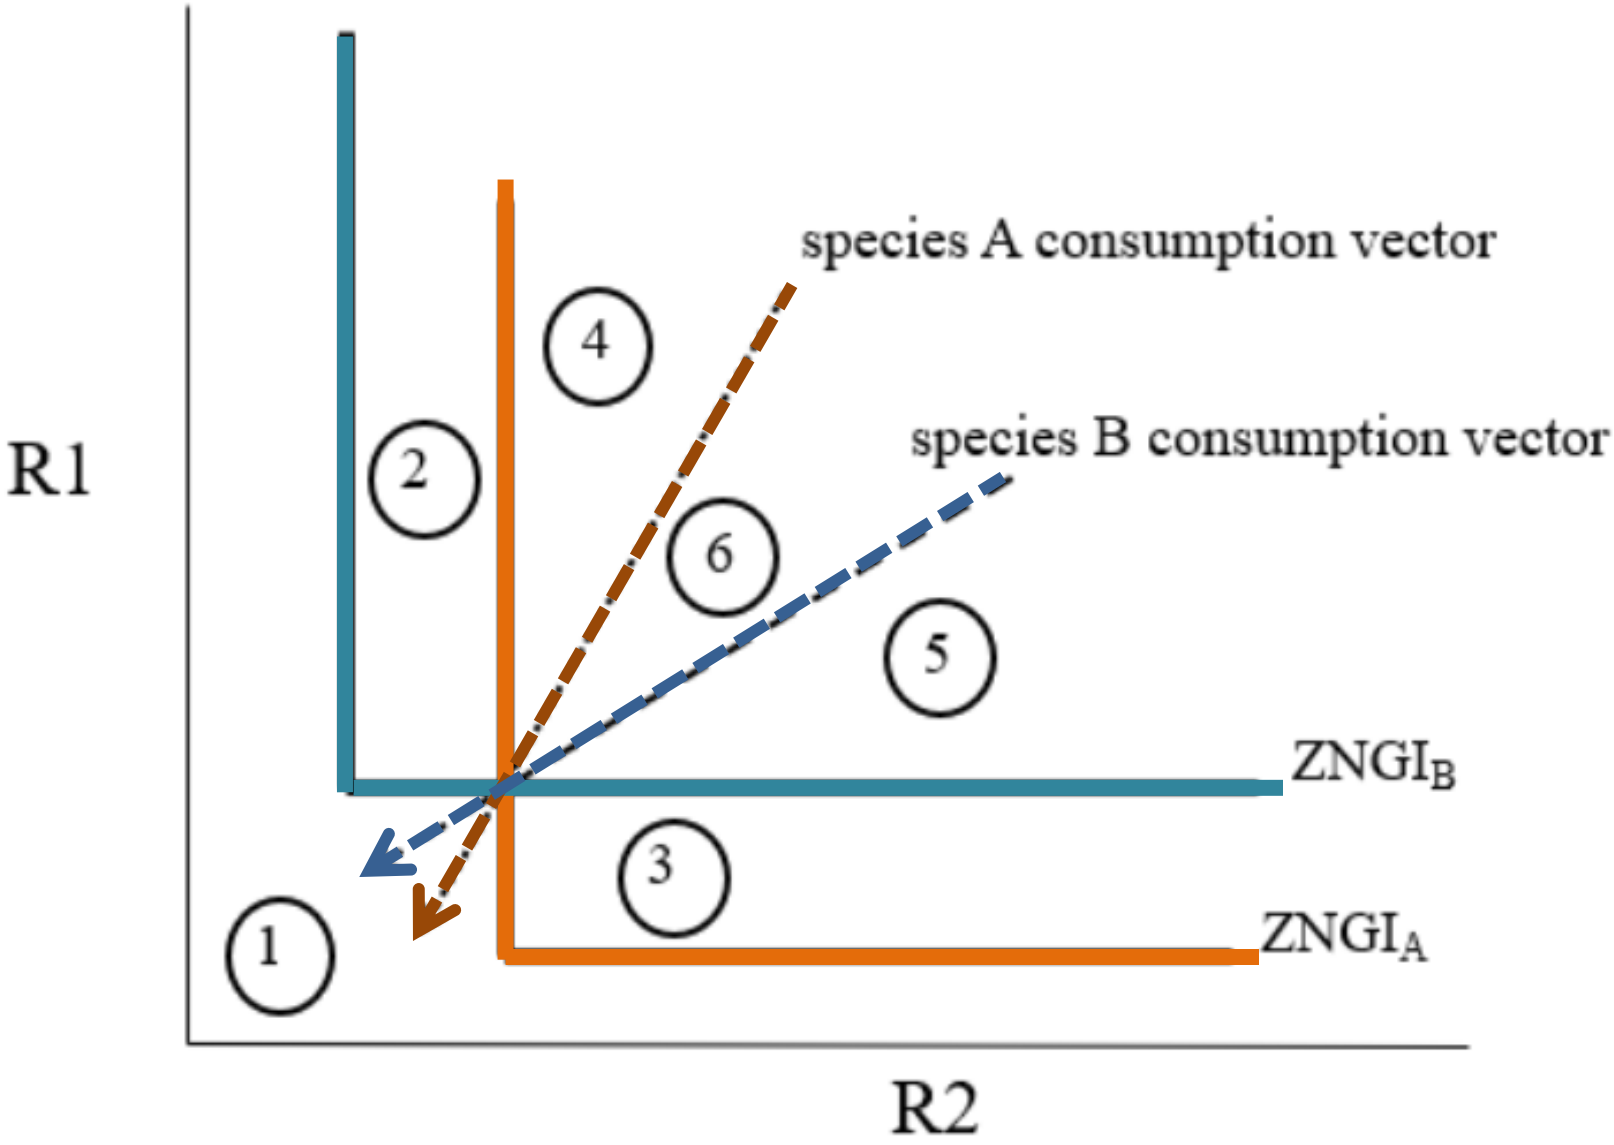 species A consumption vector
4
species B consumption vector
R1
2
6
5
ZNGIB
3
ZNGIA
1
R2